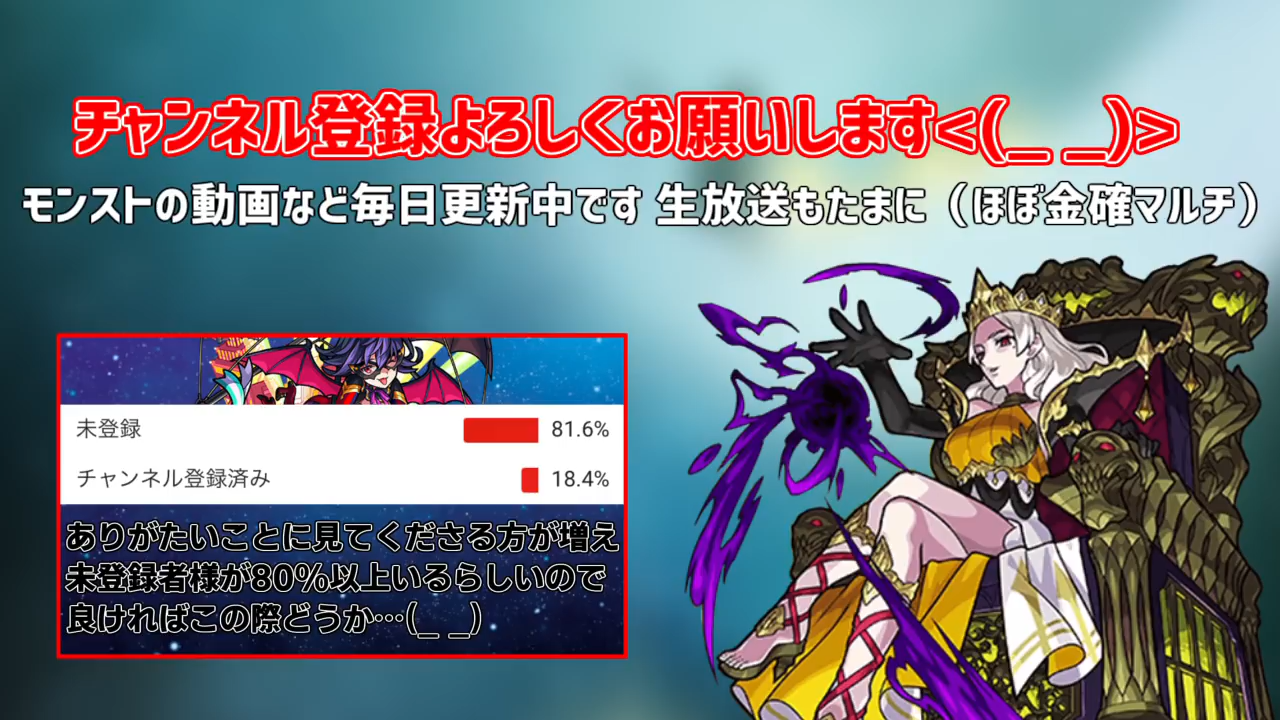 チャンネル登録よろしくお願いします<(_ _)>
モンストの動画など毎日更新中です 生放送もたまに（ほぼ金確マルチ）
未登録 81.6%
チャンネル登録済み 18.4%
ありがたいことに見てくださる方が増え
未登録者様が80%以上いるらしいので
良ければこの際どうか…(_ _)